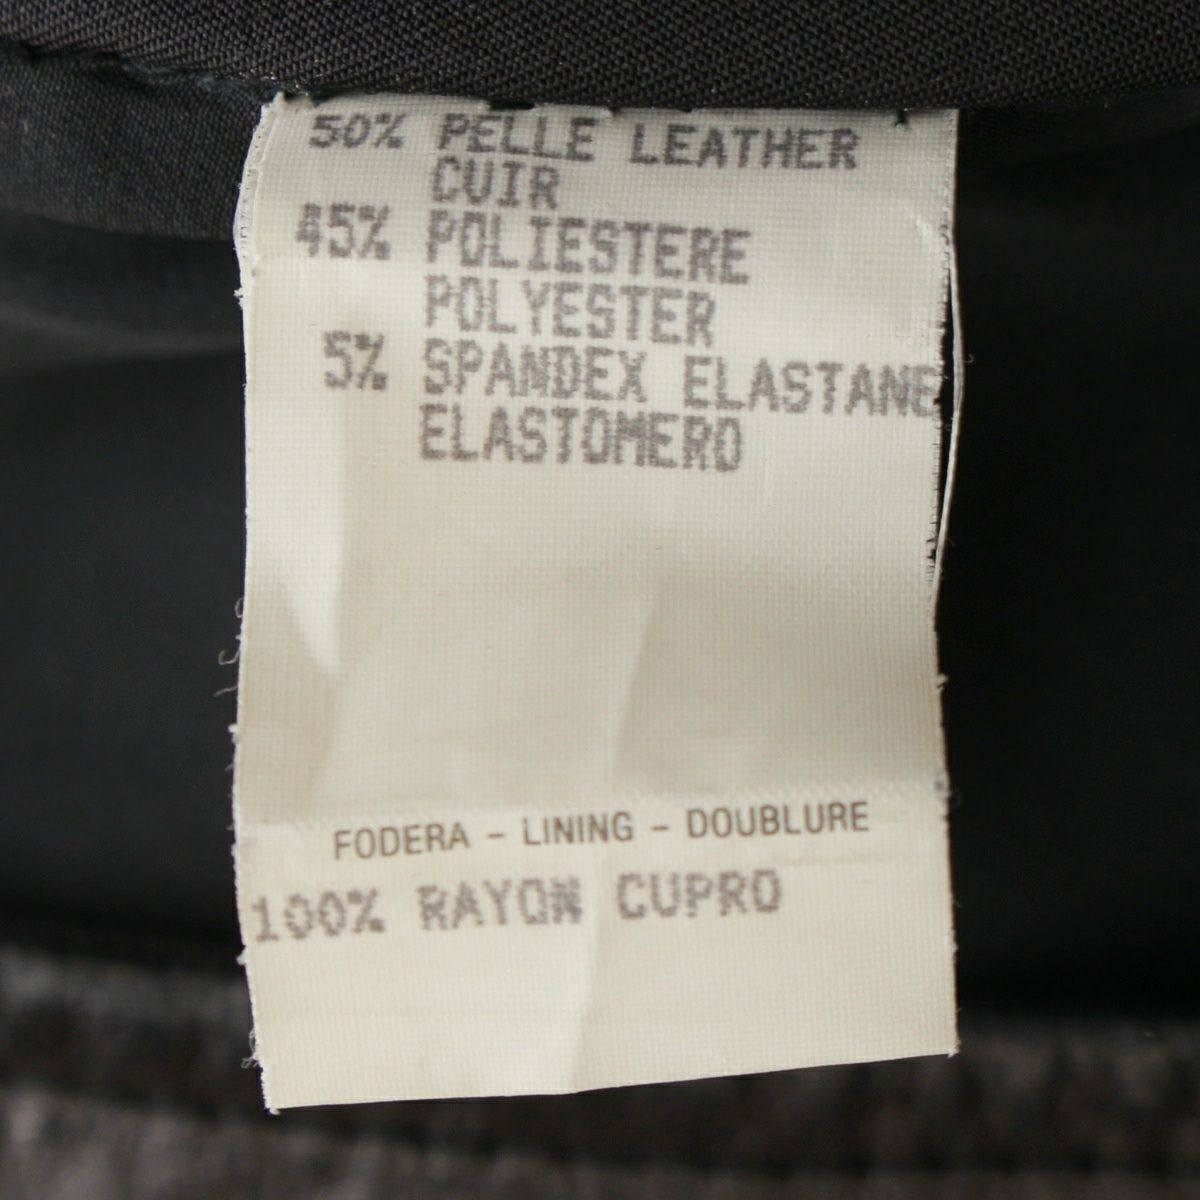 50% PELLE LEATHER
CUIR
45% POLIESTERE
POLYESTER
5% SPANDEX ELASTANE
ELASTOMERO
FODERA - LINING - DOUBLURE
100% RAYON CUPRO